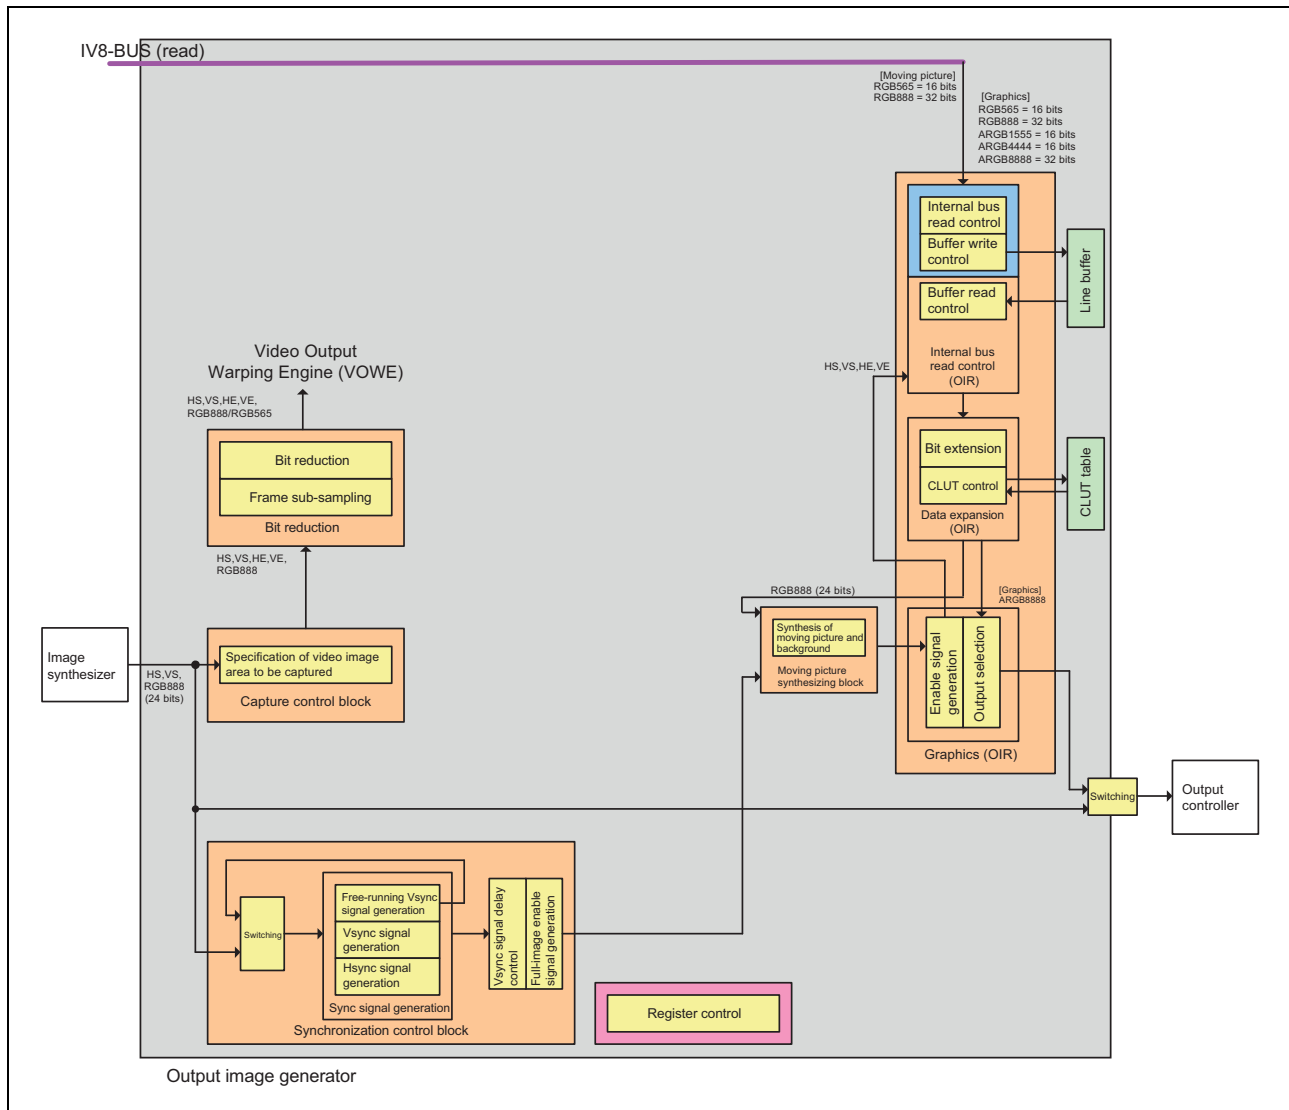 IV8-BUS (read)
[Moving picture]
RGB565 = 16 bits
RGB888 = 32 bits
[Graphics]
RGB565 = 16 bits
RGB888 = 32 bits
ARGB1555 = 16 bits
ARGB4444 = 16 bits
ARGB8888 = 32 bits
Internal bus
read control
Buffer write
control
Buffer read
control
Line buffer
Internal bus
read control
(OIR)
HS,VS,HE,VE
Video Output
Warping Engine (VOWE)
HS,VS,HE,VE,
RGB888/RGB565
Bit reduction
Frame sub-sampling
Bit reduction
HS,VS,HE,VE,
RGB888
Bit extension
CLUT control
Data expansion
(OIR)
CLUT table
RGB888 (24 bits)
[Graphics]
ARGB8888
Image
synthesizer
HS,VS,
RGB888
(24 bits)
Specification of video image
area to be captured
Capture control block
Synthesis of
moving picture and
background
Moving picture
synthesizing block
Enable signal
generation
Output selection
Graphics (OIR)
Switching
Output
controller
Switching
Free-running Vsync
signal generation
Vsync signal
generation
Hsync signal
generation
Sync signal generation
Vsync signal delay
control
Full-image enable
signal generation
Synchronization control block
Register control
Output image generator